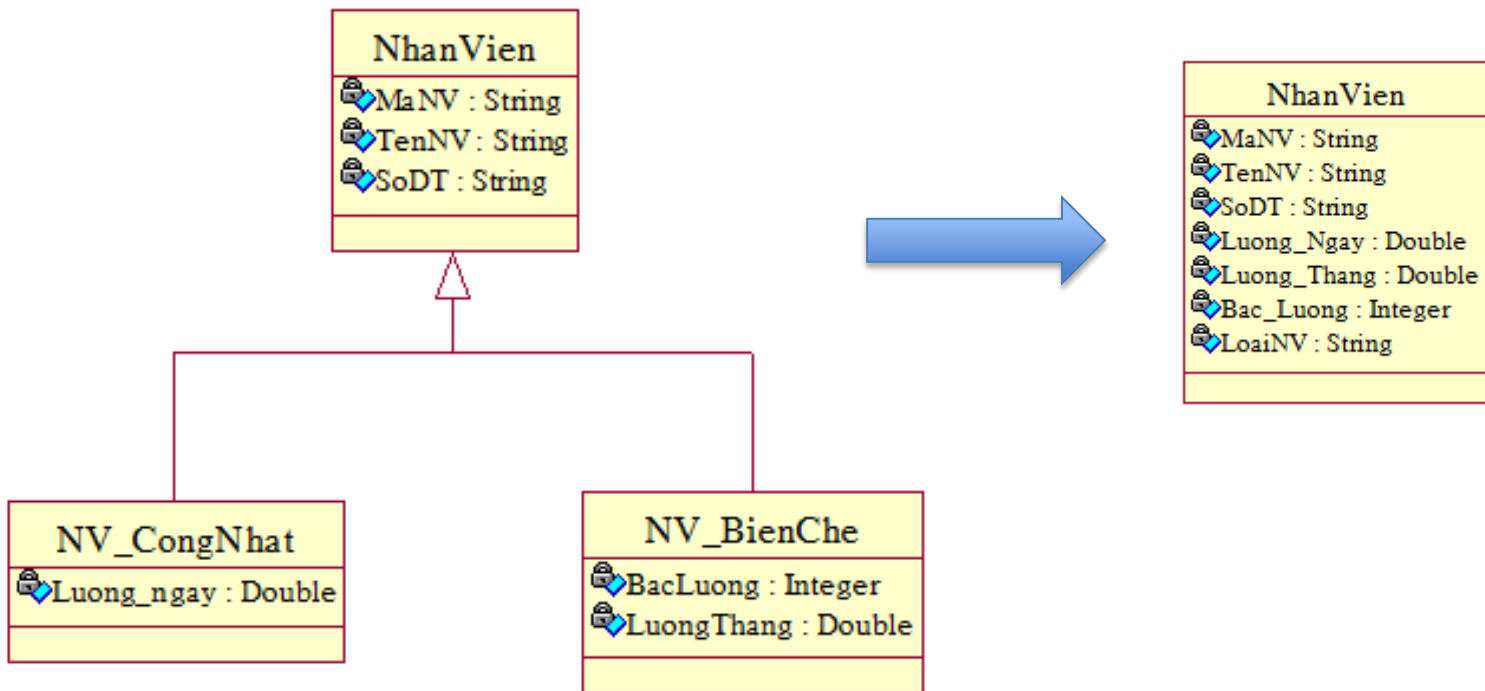 NhanVien
MaNV : String
TenNV : String
SoDT : String
NV_CongNhat
Luong_ngay : Double
NV_BienChe
BacLuong : Integer
LuongThang : Double
NhanVien
MaNV : String
TenNV : String
SoDT : String
Luong_Ngay : Double
Luong_Thang : Double
Bac_Luong : Integer
LoaiNV : String